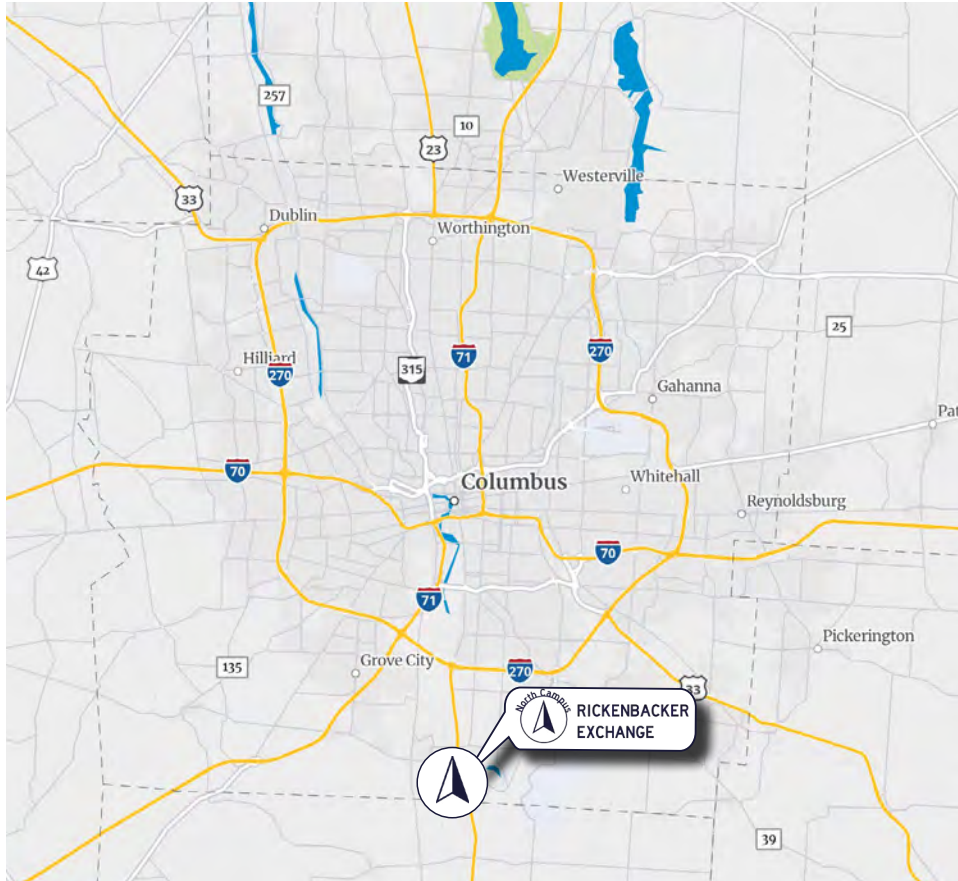 257
10
23
Westerville
33
Dublin
Worthington
42
25
71
270
Hilliard
270
315
Gahanna
Pat
70
Columbus
Whitehall
Reynoldsburg
70
71
Pickerington
Grove City
135
270
33
North Campus
RICKENBACKER
EXCHANGE
39